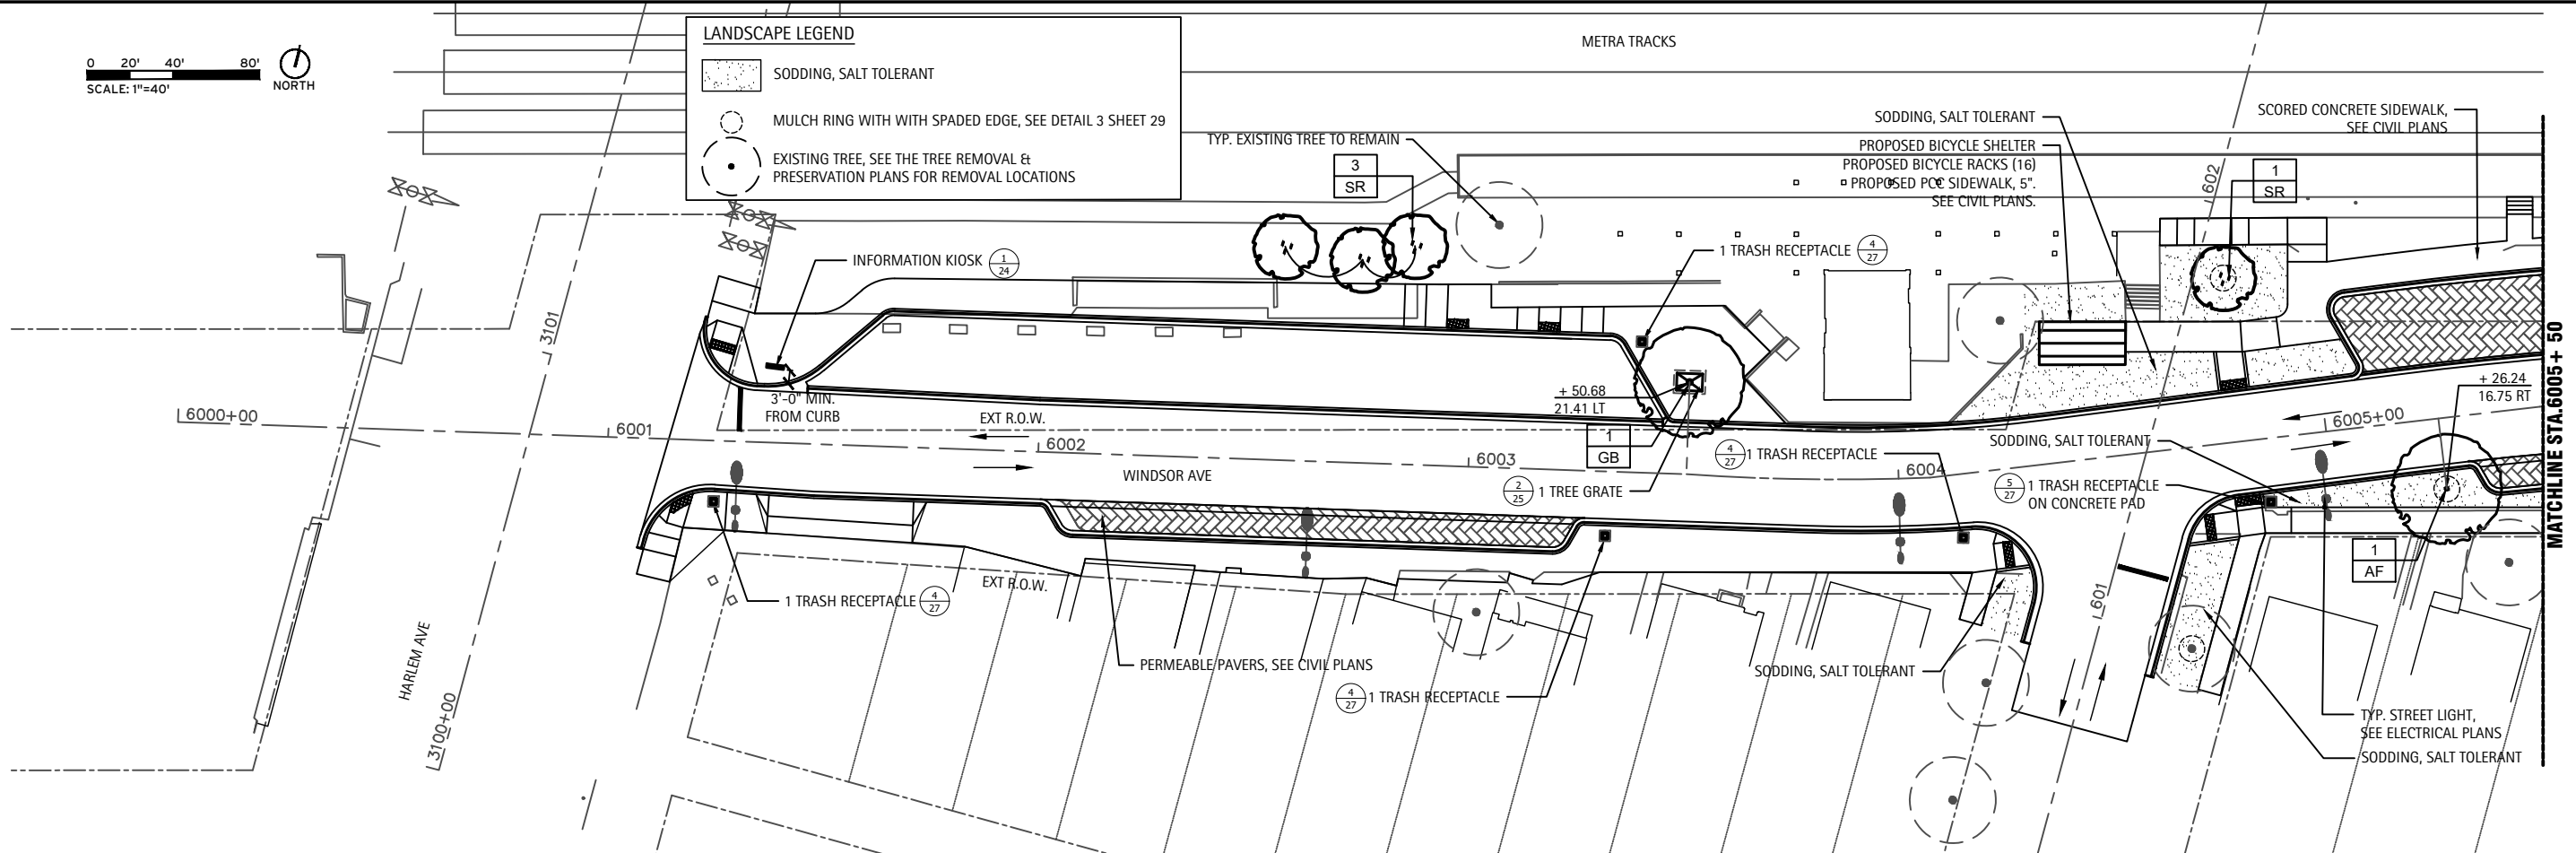 LANDSCAPE LEGEND
SODDING, SALT TOLERANT
MULCH RING WITH WITH SPADED EDGE, SEE DETAIL 3 SHEET 29
EXISTING TREE, SEE THE TREE REMOVAL &
PRESERVATION PLANS FOR REMOVAL LOCATIONS
0 20' 40' 80'
SCALE: 1"=40'
NORTH
METRA TRACKS
TYP. EXISTING TREE TO REMAIN
3
SR
SODDING, SALT TOLERANT
PROPOSED BICYCLE SHELTER
PROPOSED BICYCLE RACKS (16)
PROPOSED PCC SIDEWALK, 5".
SEE CIVIL PLANS.
SCORED CONCRETE SIDEWALK,
SEE CIVIL PLANS
602
1
SR
INFORMATION KIOSK 1
24
1 TRASH RECEPTACLE 4
27
3101
3'-0" MIN.
FROM CURB
EXT R.O.W.
+ 50.68
21.41 LT
1
GB
+ 26.24
16.75 RT
6000+00
6001
6002
6003
6004
6005+00
WINDSOR AVE
4
27 1 TRASH RECEPTACLE
2
25 1 TREE GRATE
SODDING, SALT TOLERANT
5
27 1 TRASH RECEPTACLE
ON CONCRETE PAD
MATCHLINE STA.6005+ 50
1
AF
EXT R.O.W.
1 TRASH RECEPTACLE 4
27
HARLEM AVE
3100+00
PERMEABLE PAVERS, SEE CIVIL PLANS
4
27 1 TRASH RECEPTACLE
SODDING, SALT TOLERANT
601
TYP. STREET LIGHT,
SEE ELECTRICAL PLANS
SODDING, SALT TOLERANT